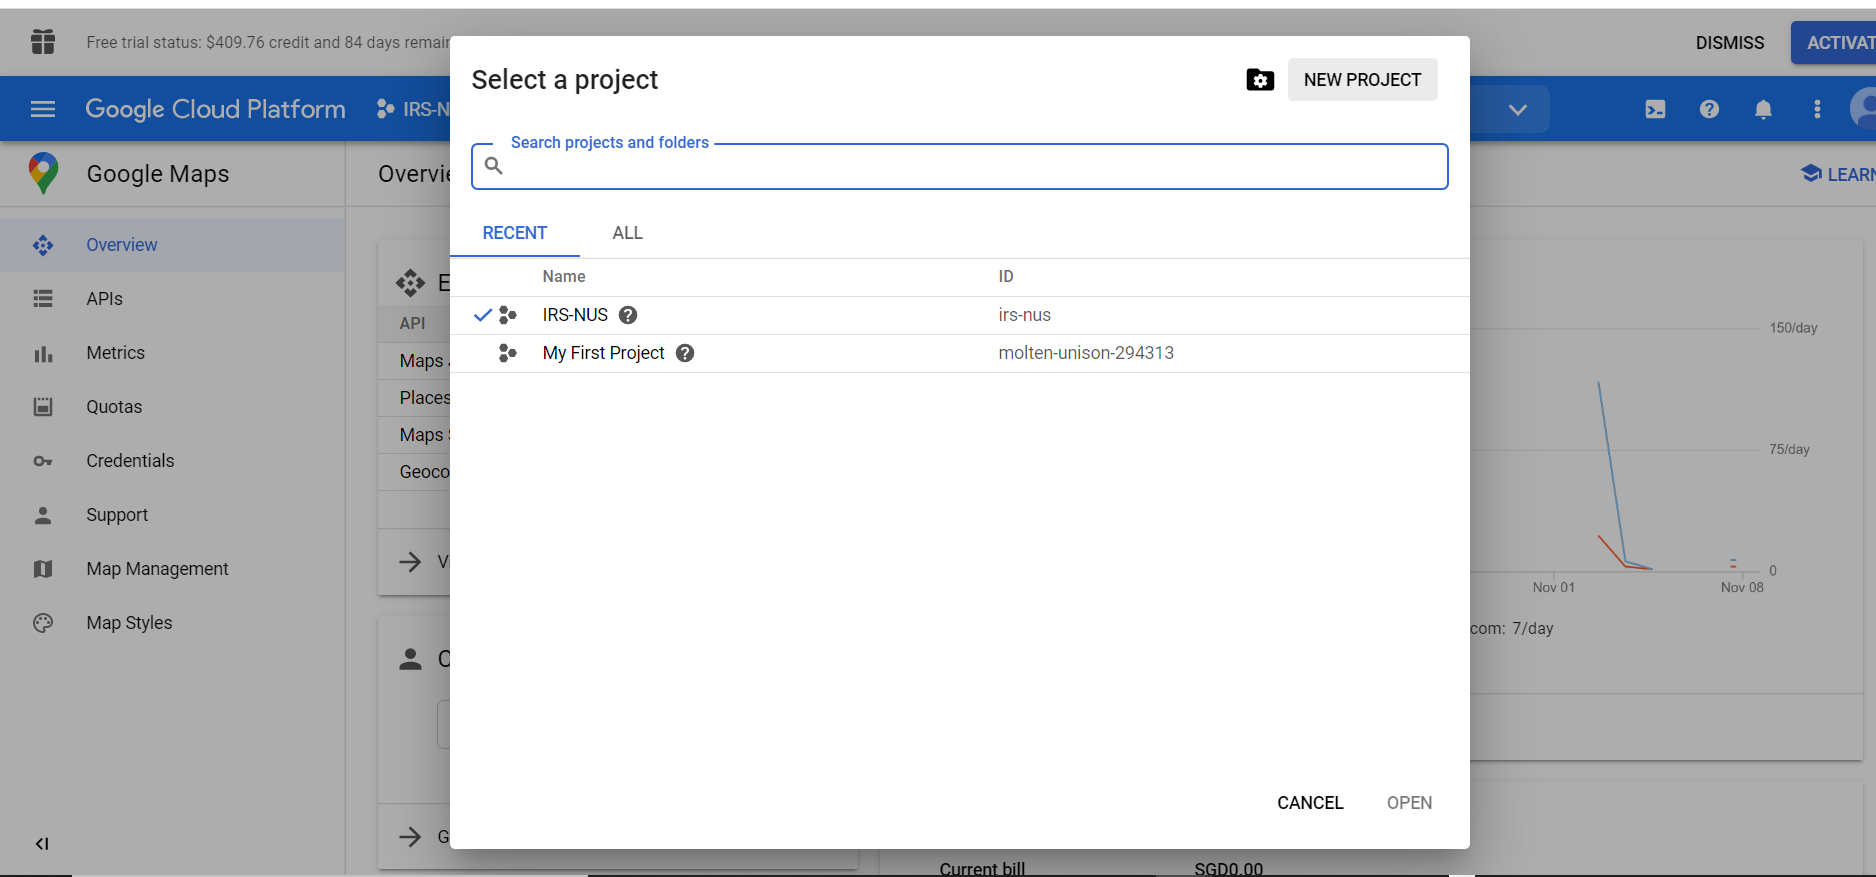 Free trial status: $409.76 credit and 84 days remain
DISMISS
ACTIVAT
Google Cloud Platform
IRS-N
Google Maps
Overvie
LEARN
Overview
APIs
Metrics
Quotas
Credentials
Support
Map Management
Map Styles
API
Maps
Places
Maps
Geoco
Select a project
NEW PROJECT
Search projects and folders
RECENT
ALL
Name
ID
IRS-NUS
irs-nus
My First Project
molten-unison-294313
CANCEL
OPEN
150/day
75/day
0
Nov 01
Nov 08
com: 7/day
Current bill
SGD0.00